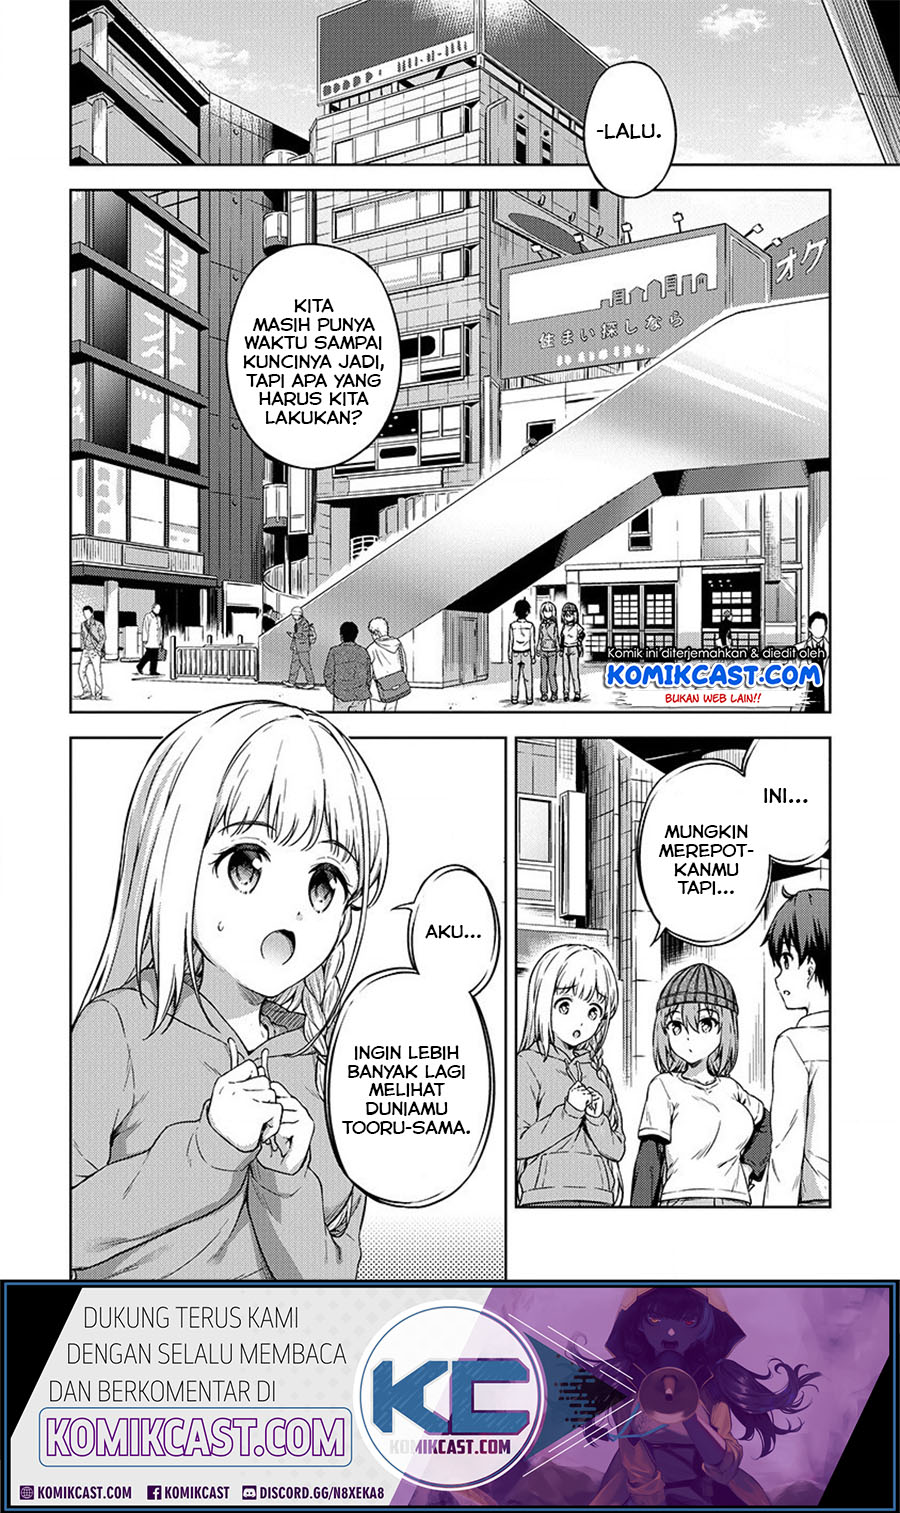 -LALU.
KITA
MASIH PUNYA
WAKTU SAMPAI
KUNCINYA JADI,
TAPI APA YANG
HARUS KITA
LAKUKAN?
オケ
住まい探しなら
Komik ini diterjemahkan & diedit oleh
KOMIKCAST.COM
BUKAN WEB LAIN!!
INI...
MUNGKIN
MEREPOT-
KANMU
TAPI...
AKU...
INGIN LEBIH
BANYAK LAGI
MELIHAT
DUNIAMU
TOORU-SAMA.
DUKUNG TERUS KAMI
DENGAN SELALU MEMBACA
DAN BERKOMENTAR DI
KOMIKCAST.COM
KC
KOMIKCAST.COM
KOMIKCAST.COM
KOMIKCAST
DISCORD.GG/N8XEKA8